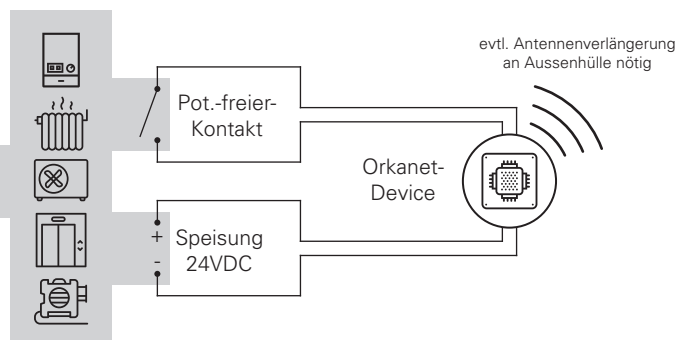 evtl. Antennenverlängerung
an Aussenhülle nötig
Pot.-freier-
Kontakt
Orkanet-
Device
+ Speisung
- 24VDC